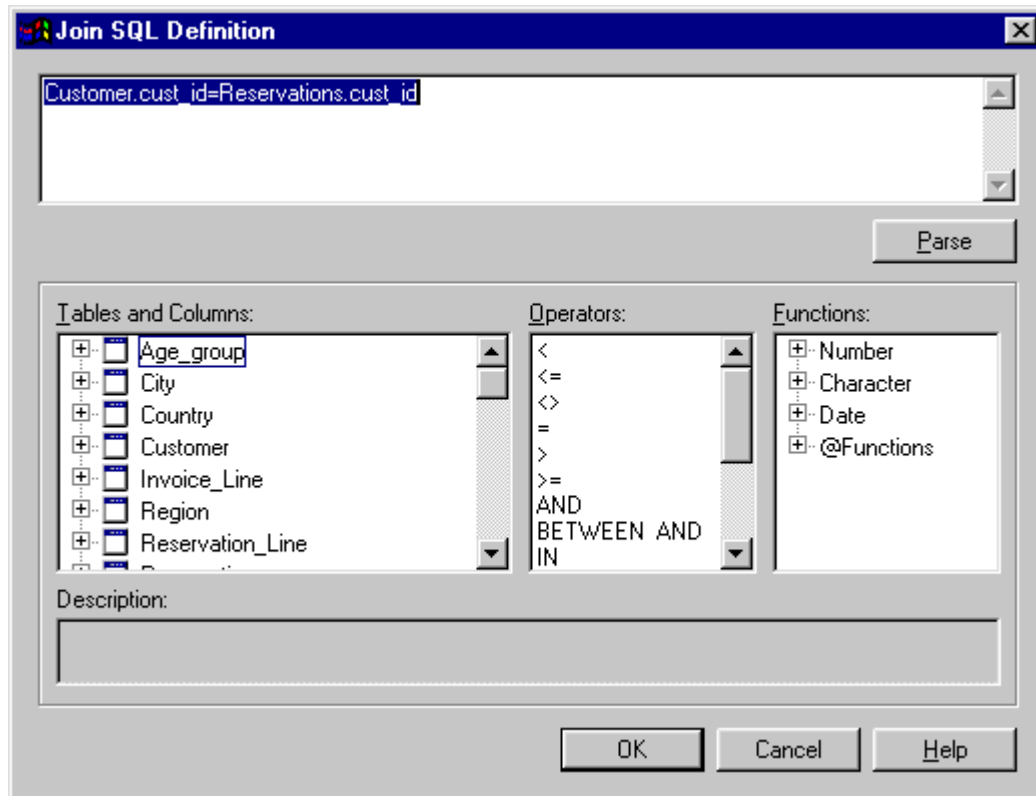 Join SQL Definition
Customer.cust_id=Reservations.cust_id
Parse
Tables and Columns:
Age_group
City
Country
Customer
Invoice_Line
Region
Reservation_Line
Operators:
<
<=
<>
=
>
>=
AND
BETWEEN AND
IN
Functions:
Number
Character
Date
@Functions
Description:
OK
Cancel
Help